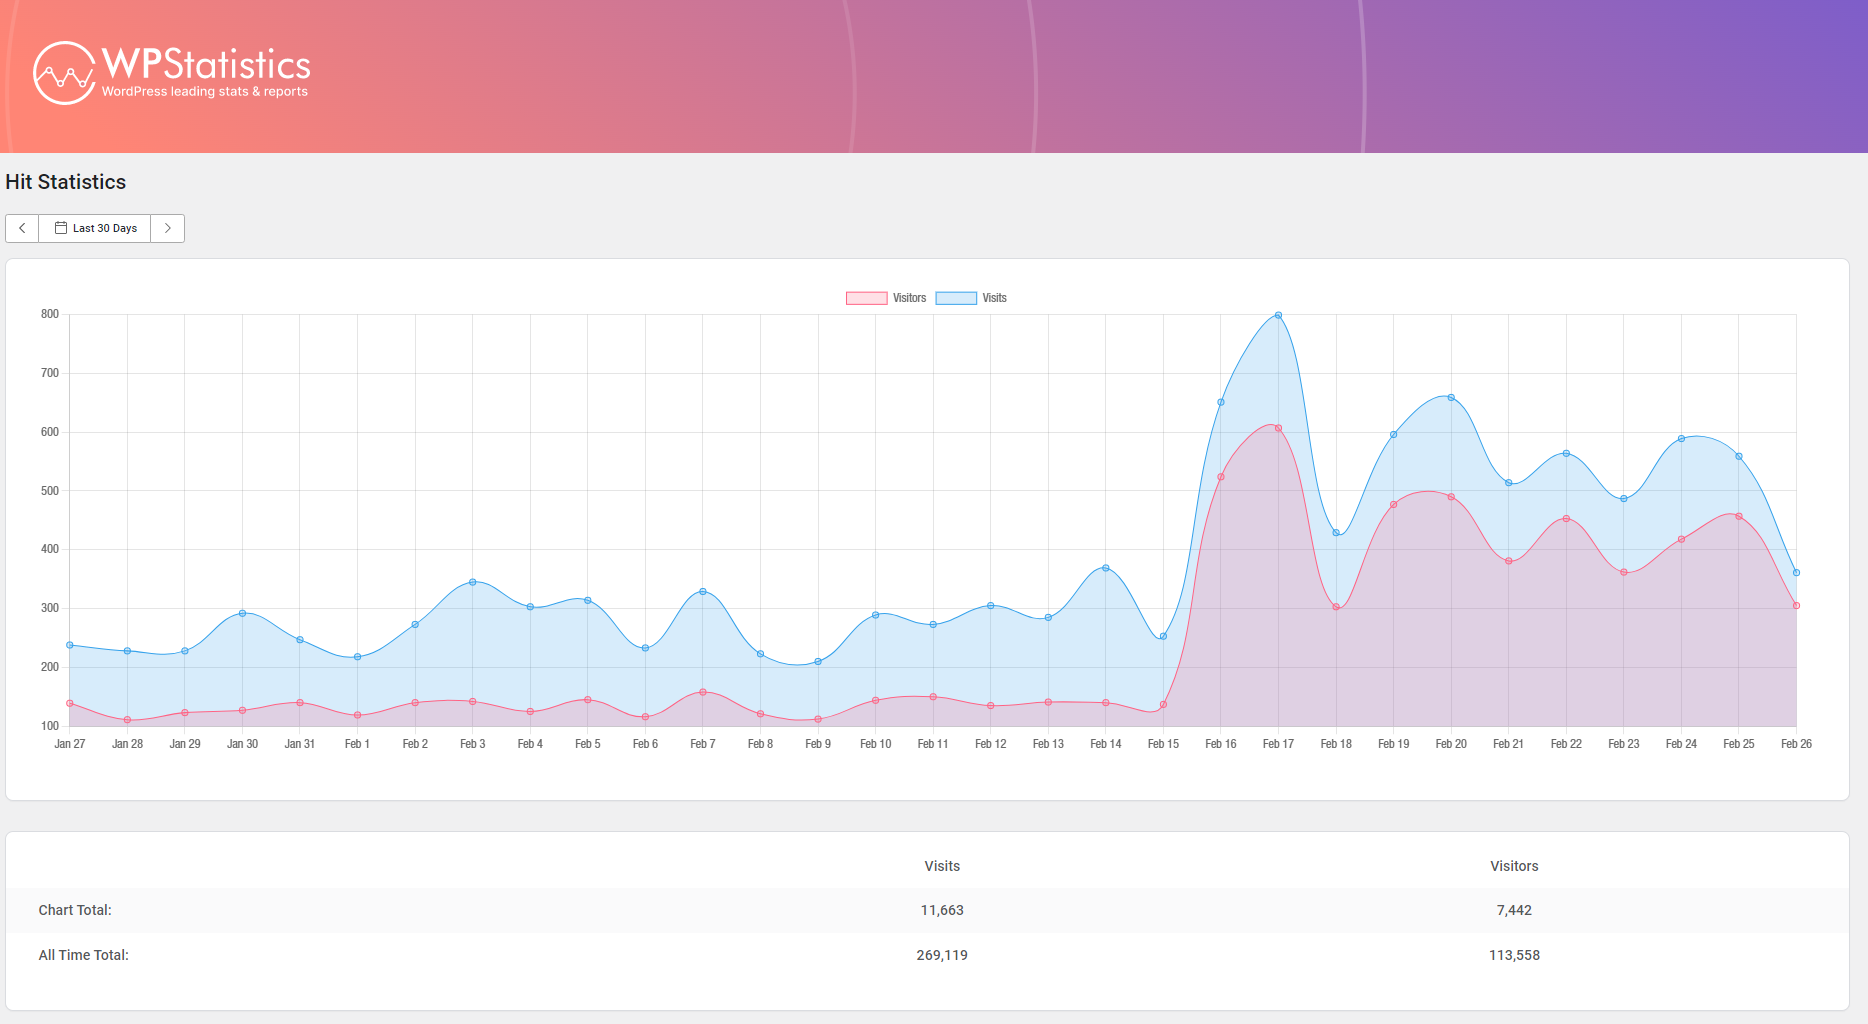 WPStatistics
WordPress leading stats & reports
Hit Statistics
Last 30 Days
Visitors Visits
800
700
600
500
400
300
200
100
Jan 27 Jan 28 Jan 29 Jan 30 Jan 31 Feb 1 Feb 2 Feb 3 Feb 4 Feb 5 Feb 6 Feb 7 Feb 8 Feb 9 Feb 10 Feb 11 Feb 12 Feb 13 Feb 14 Feb 15 Feb 16 Feb 17 Feb 18 Feb 19 Feb 20 Feb 21 Feb 22 Feb 23 Feb 24 Feb 25 Feb 26
Visits Visitors
Chart Total: 11,663 7,442
All Time Total: 269,119 113,558